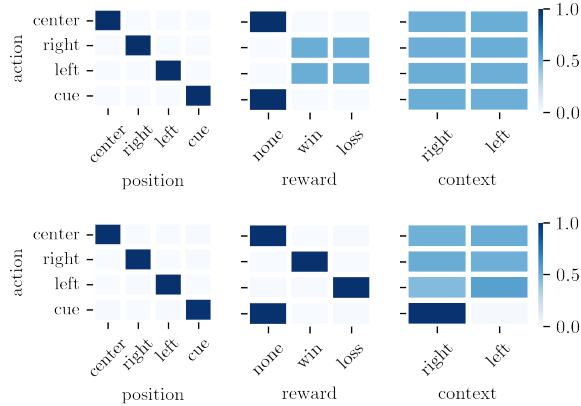 action
center
right
left
cue
center
right
left
cue
position
none
win
loss
reward
right
left
context
1.0
0.5
0.0
action
center
right
left
cue
center
right
left
cue
position
none
win
loss
reward
right
left
context
1.0
0.5
0.0